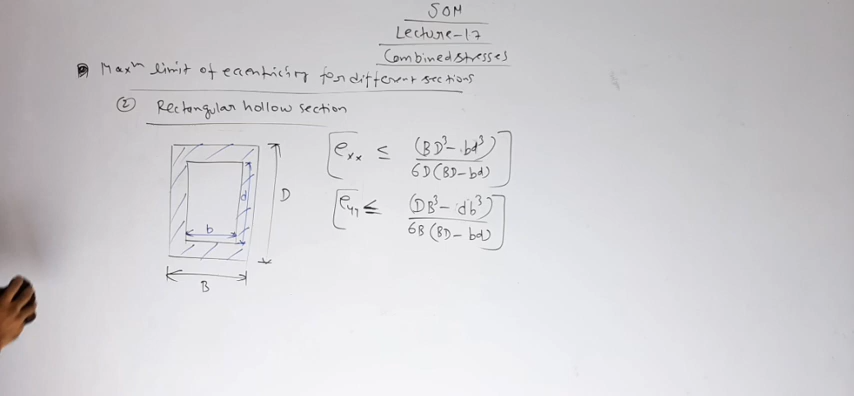 SOM
Lecture-17
Combined stresses
Maxm limit of eccentricity for different sections
② Rectangular hollow section
exx ≤ (BD³ - bd³) / 6D(BD - bd)
eyy ≤ (DB³ - db³) / 6B(BD - bd)
D
d
b
B